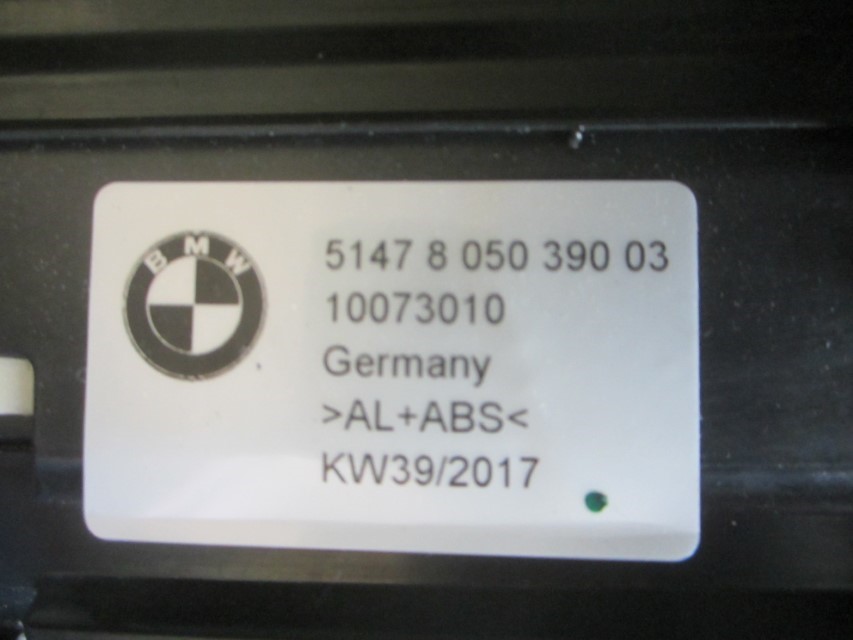 BMW
5147 8 050 390 03
10073010
Germany
>AL+ABS<
KW39/2017